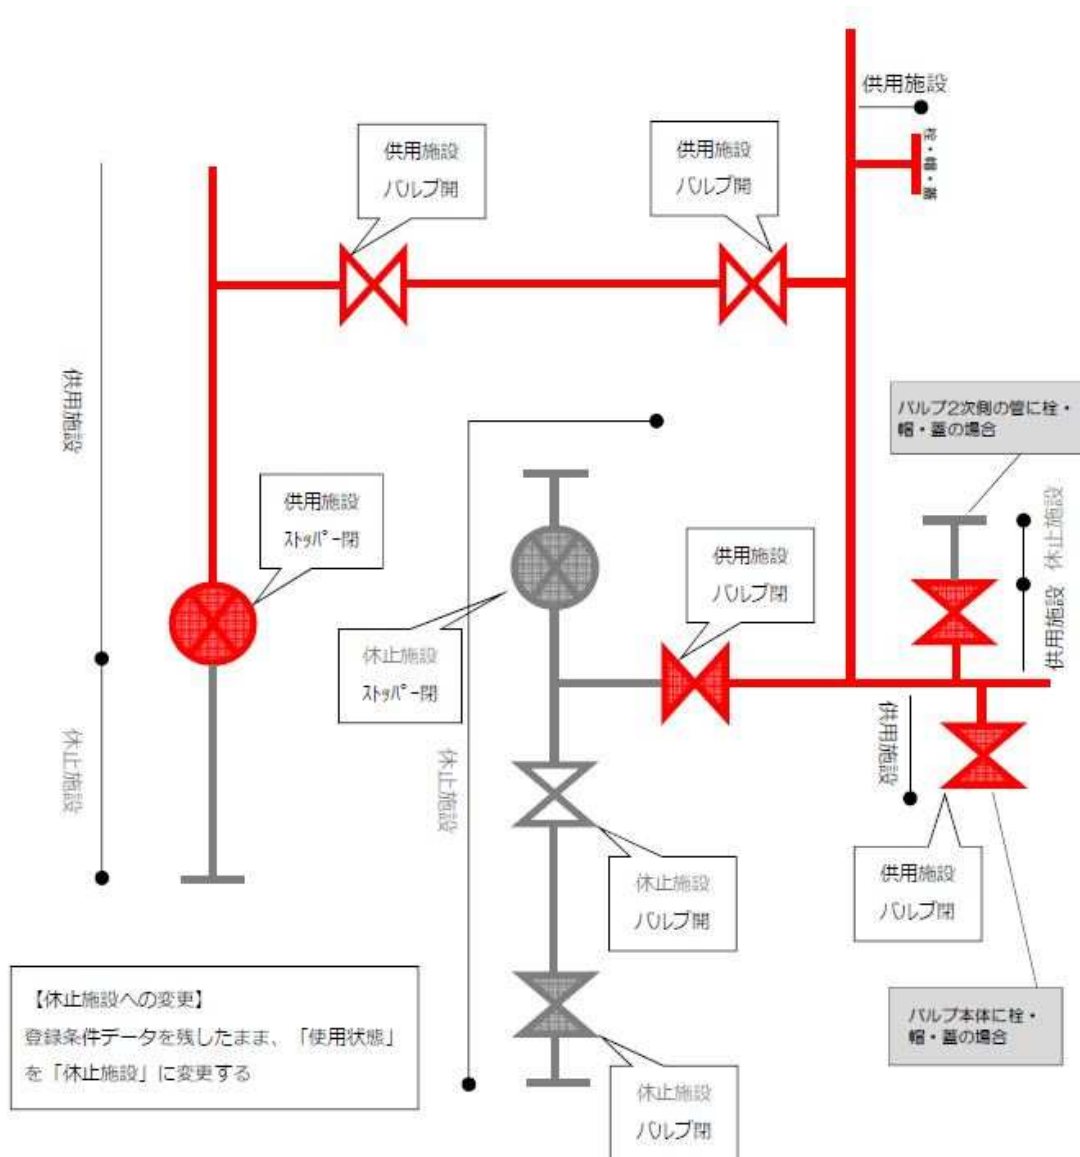 供用施設
栓・帽・蓋
供用施設
バルブ開
供用施設
バルブ開
供用施設
バルブ2次側の管に栓・
帽・蓋の場合
供用施設
ストッパー閉
休止施設
供用施設
供用施設
バルブ閉
休止施設
ストッパー閉
休止施設
休止施設
供用施設
休止施設
バルブ開
供用施設
バルブ閉
【休止施設への変更】
登録条件データを残したまま、「使用状態」
を「休止施設」に変更する
バルブ本体に栓・
帽・蓋の場合
休止施設
バルブ閉